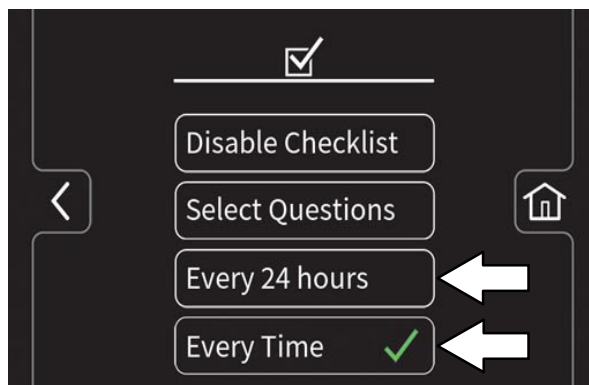 Disable Checklist
Select Questions
Every 24 hours
Every Time